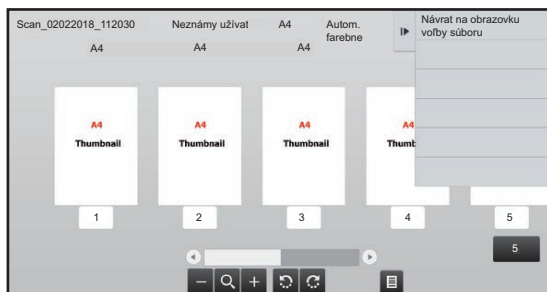 Scan_02022018_112030 Neznámy užívat A4 Autom. farebne
Návrat na obrazovku
voľby súboru
A4 A4 A4
A4 A4 A4 A4
Thumbnail Thumbnail Thumbnail Thumb
1 2 3 4 5
5